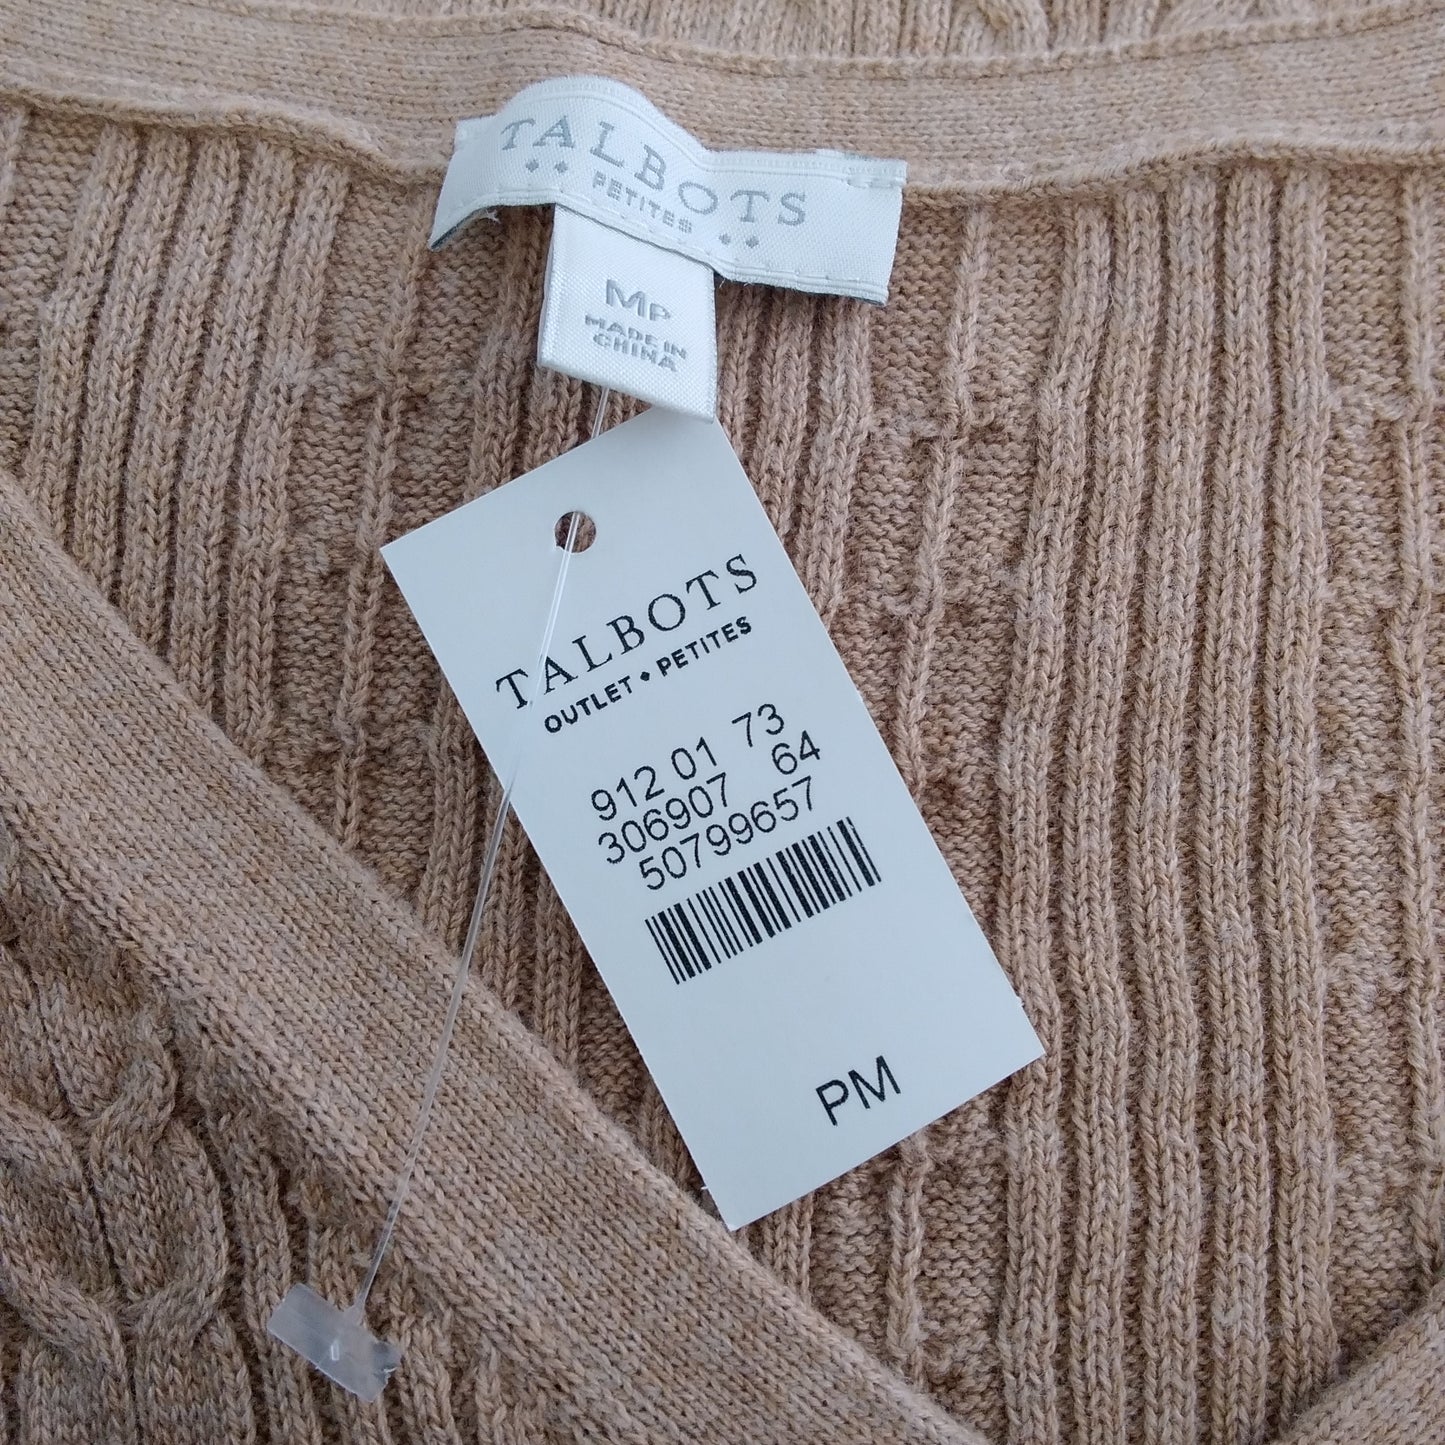 TALBOTS
PETITES
MP
MADE IN
CHINA
TALBOTS
OUTLET • PETITES
912 01 73
306907 64
50799657
PM